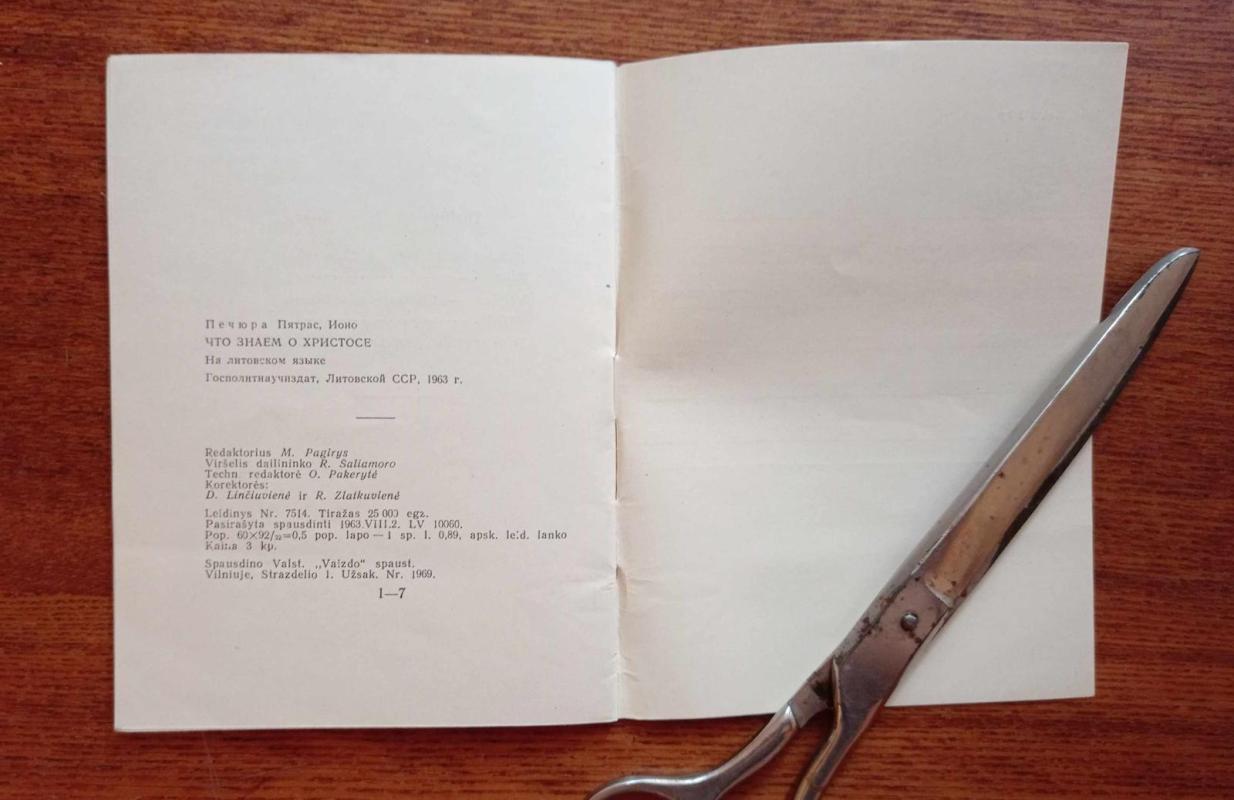 Печюра Пятрас, Ионо
ЧТО ЗНАЕМ О ХРИСТОСЕ
На литовском языке
Госполитнаучиздат, Литовской ССР, 1963 г.
Redaktorius M. Pagirys
Viršelis dailininko R. Saliamoro
Techn. redaktorė O. Pakerytė
Korektorės:
D. Linčiuvienė ir R. Zlatkuvienė
Leidinys Nr. 7514. Tiražas 25 000 egz.
Pasirašyta spausdinti 1963.VIII.2. LV 10060.
Pop. 60×92/32=0,5 pop. lapo — 1 sp. l. 0,89, apsk. leid. lanko
Kaina 3 kp.
Spausdino Valst. „Vaizdo“ spaust.
Vilniuje, Strazdelio 1. Užsak. Nr. 1969.
1—7